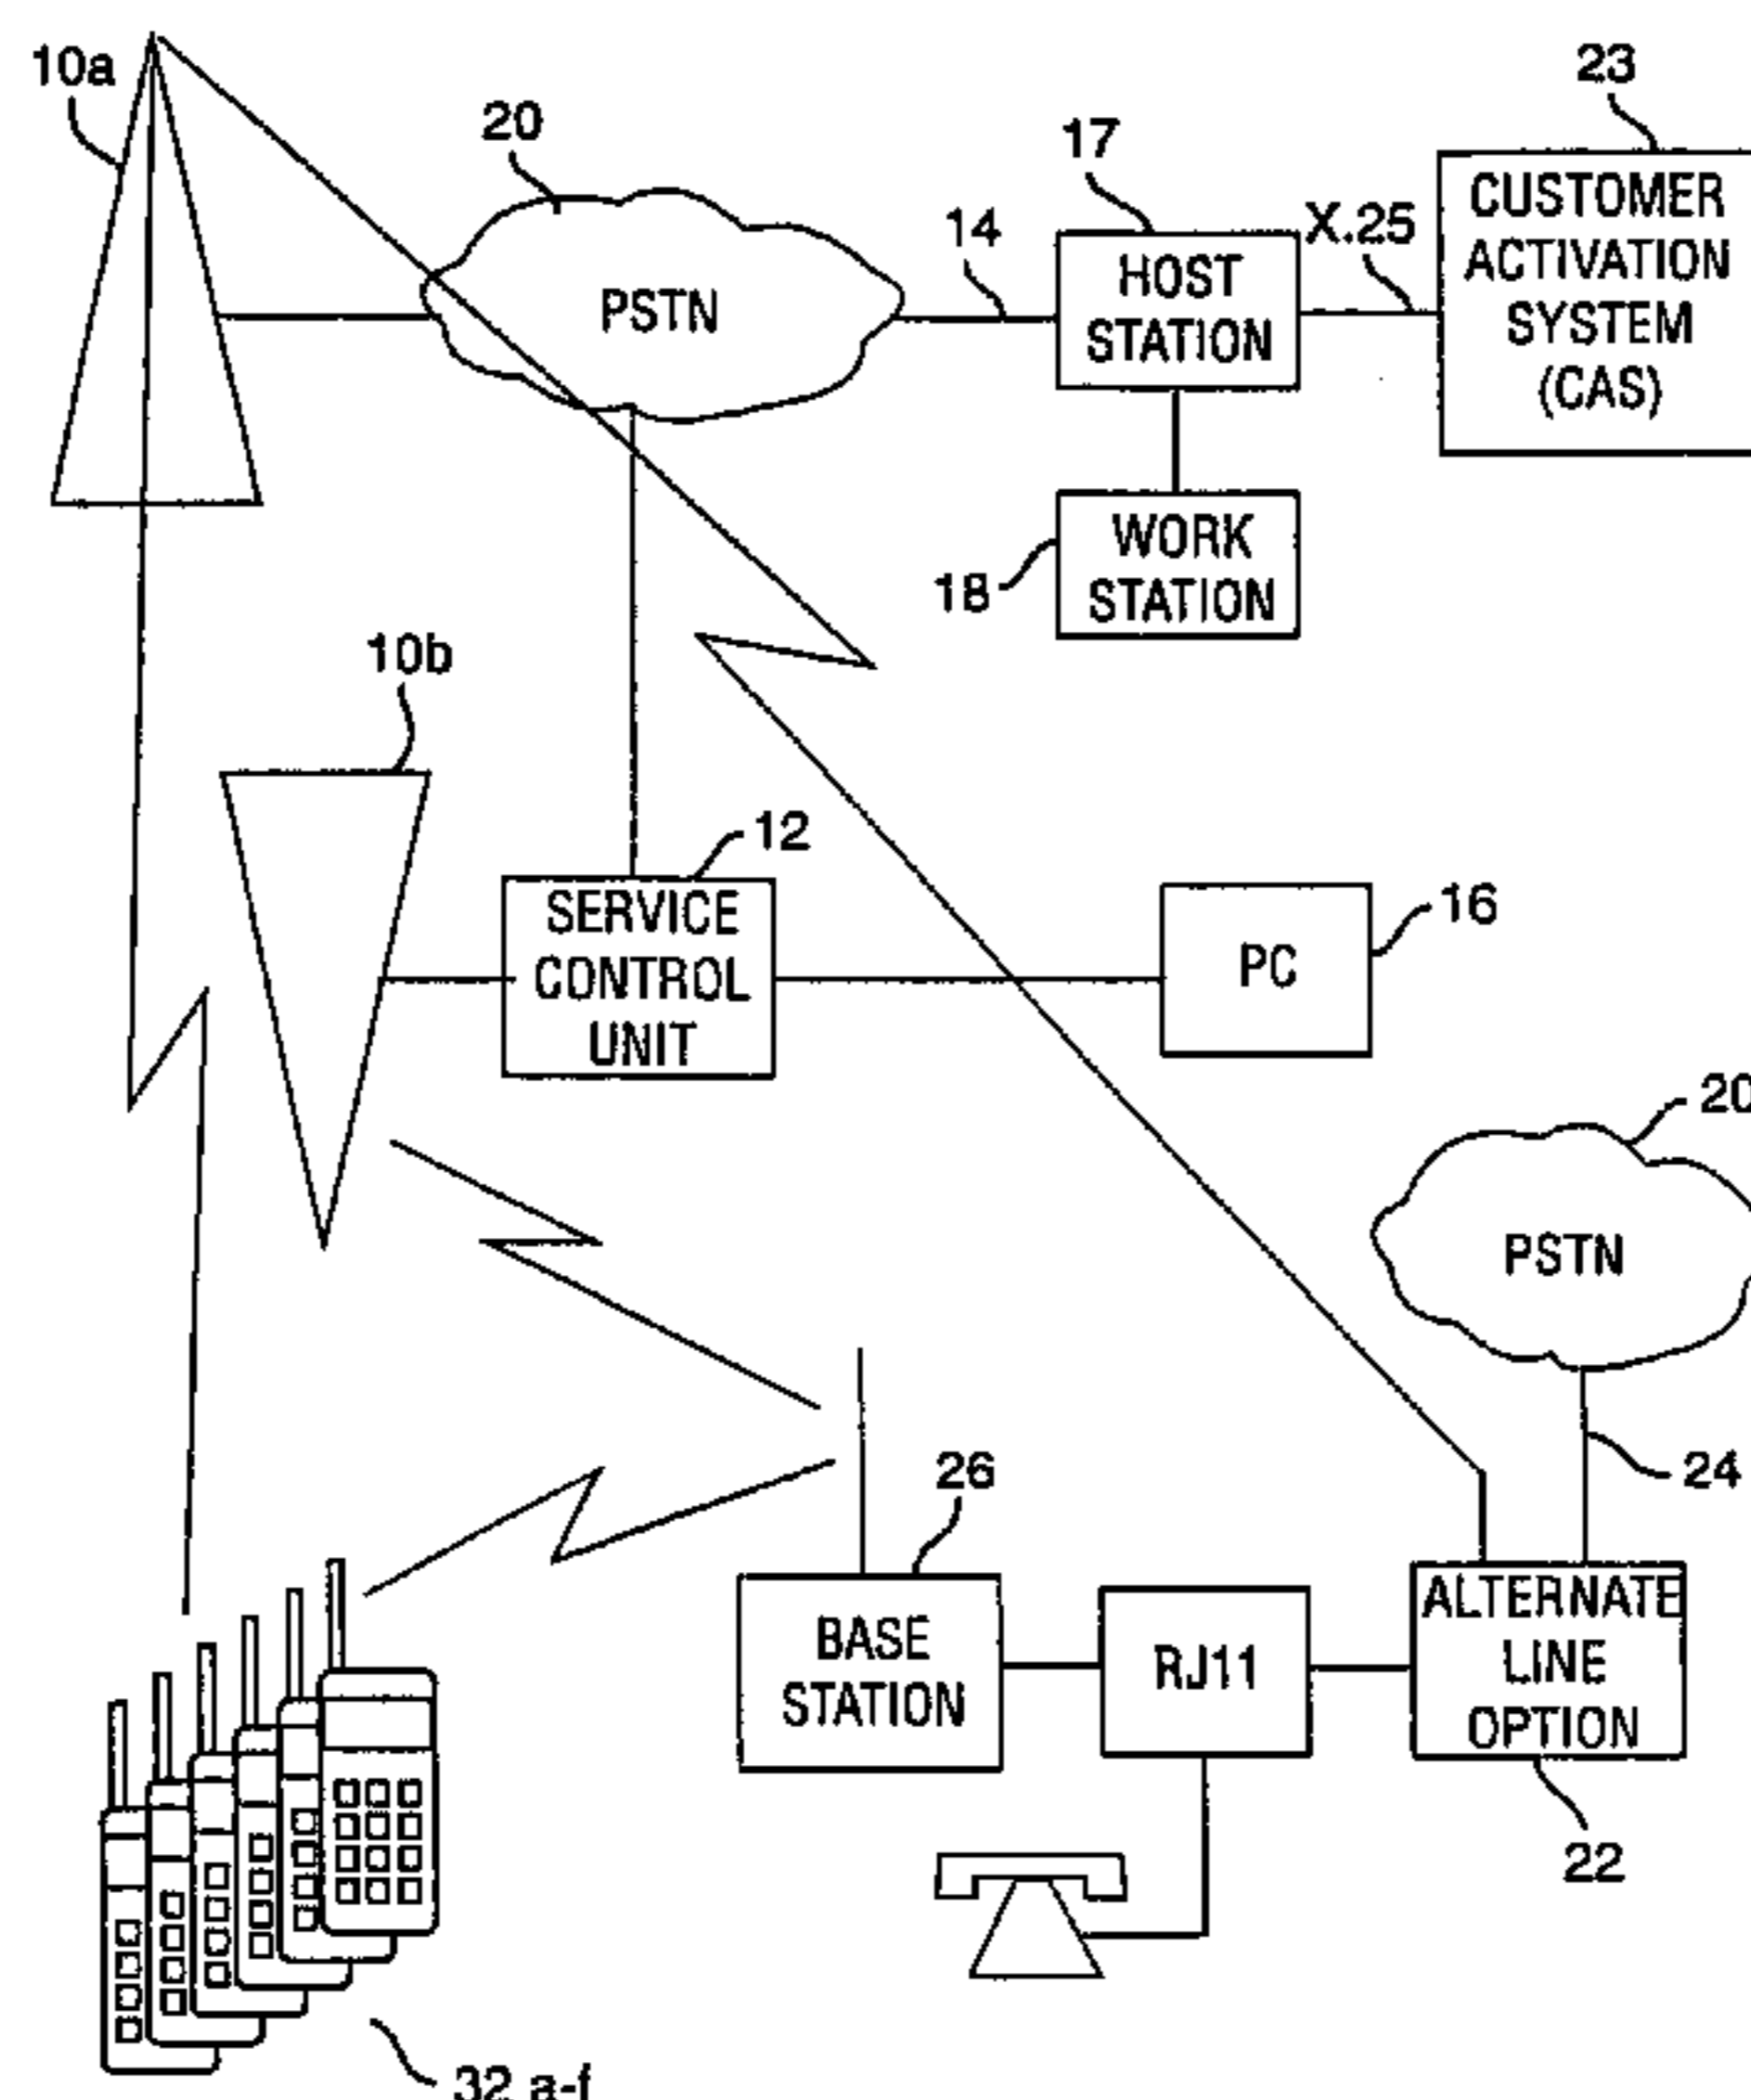 10a
20
17
23
14
X.25
CUSTOMER
ACTIVATION
SYSTEM
(CAS)
HOST
STATION
PSTN
WORK
STATION
18
10b
12
SERVICE
CONTROL
UNIT
PC
16
20
PSTN
24
26
BASE
STATION
RJ11
ALTERNATE
LINE
OPTION
22
32 a-f